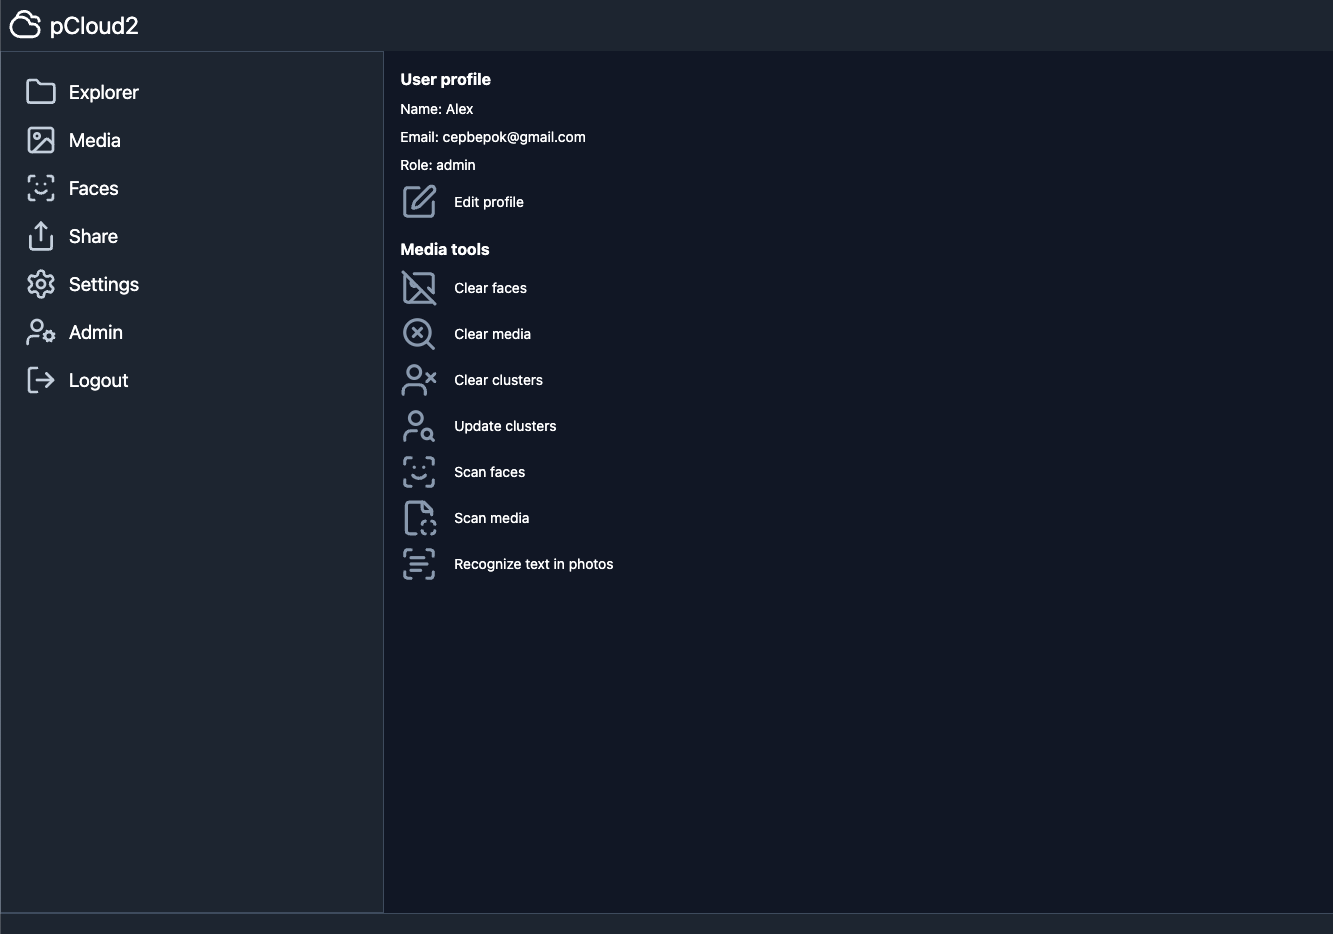 pCloud2
Explorer
Media
Faces
Share
Settings
Admin
Logout
User profile
Name: Alex
Email: cepbepok@gmail.com
Role: admin
Edit profile
Media tools
Clear faces
Clear media
Clear clusters
Update clusters
Scan faces
Scan media
Recognize text in photos